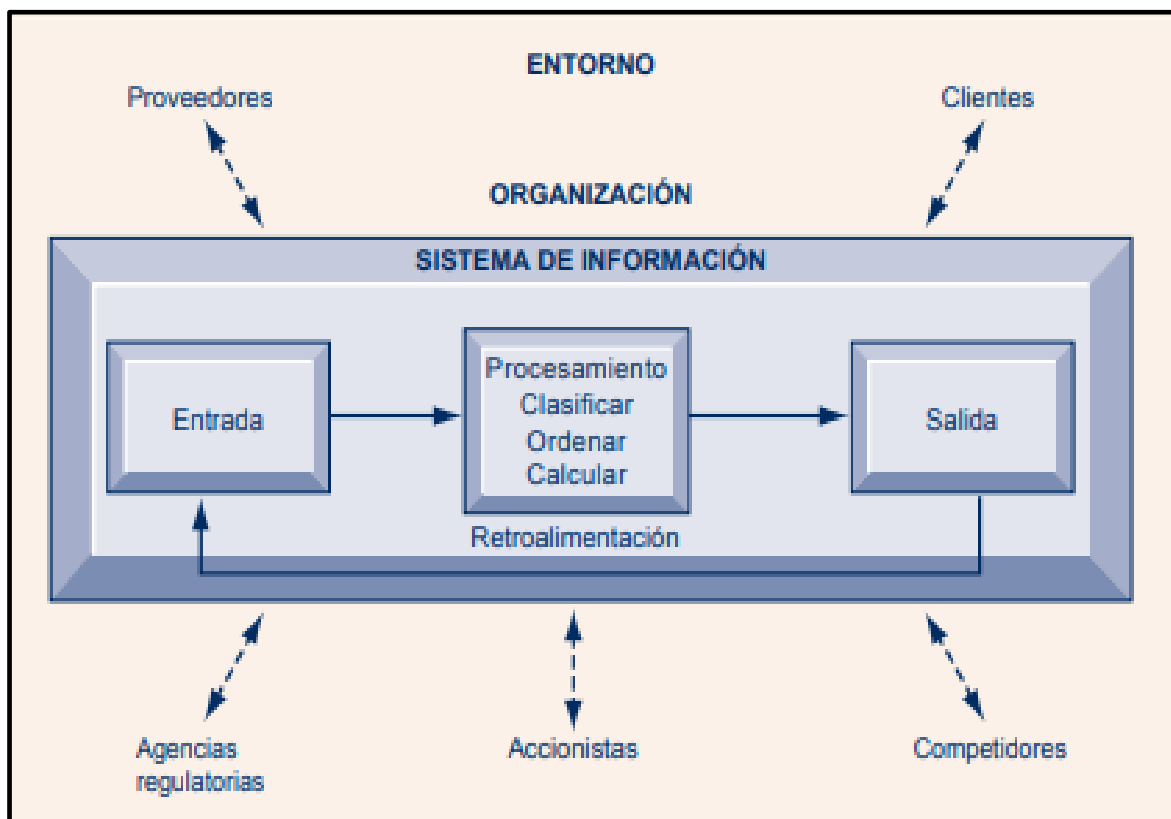 ENTORNO
Proveedores
Clientes
ORGANIZACIÓN
SISTEMA DE INFORMACIÓN
Entrada
Procesamiento
Clasificar
Ordenar
Calcular
Salida
Retroalimentación
Agencias
regulatorias
Accionistas
Competidores